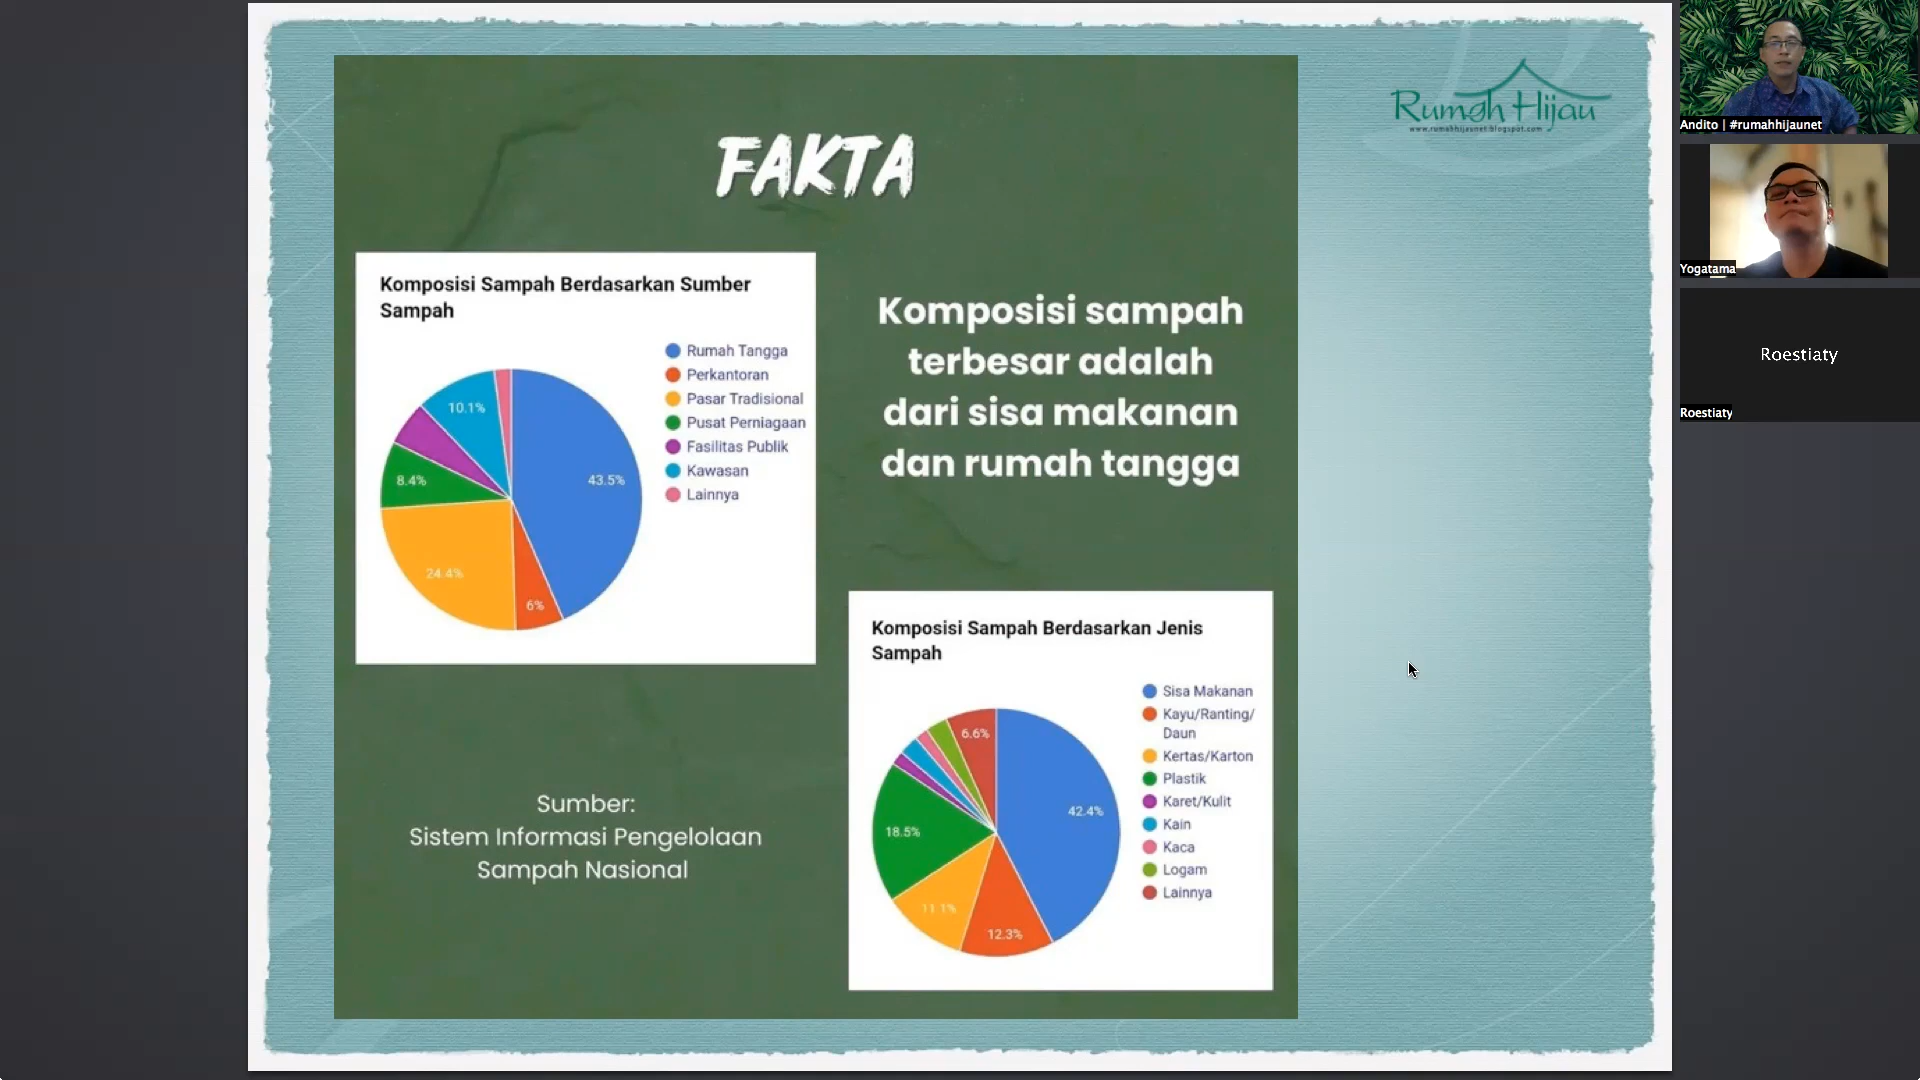 FAKTA
Rumah Hijau
www.rumahhijaunet.blogspot.com
Komposisi Sampah Berdasarkan Sumber
Sampah
Rumah Tangga
Perkantoran
Pasar Tradisional
Pusat Perniagaan
Fasilitas Publik
Kawasan
Lainnya
10.1%
8.4%
43.5%
24.4%
6%
Komposisi sampah
terbesar adalah
dari sisa makanan
dan rumah tangga
Komposisi Sampah Berdasarkan Jenis
Sampah
Sisa Makanan
Kayu/Ranting/
Daun
Kertas/Karton
Plastik
Karet/Kulit
Kain
Kaca
Logam
Lainnya
6.6%
42.4%
18.5%
11.1%
12.3%
Sumber:
Sistem Informasi Pengelolaan
Sampah Nasional
Andito | #rumahhijaunet
Yogatama
Roestiaty
Roestiaty